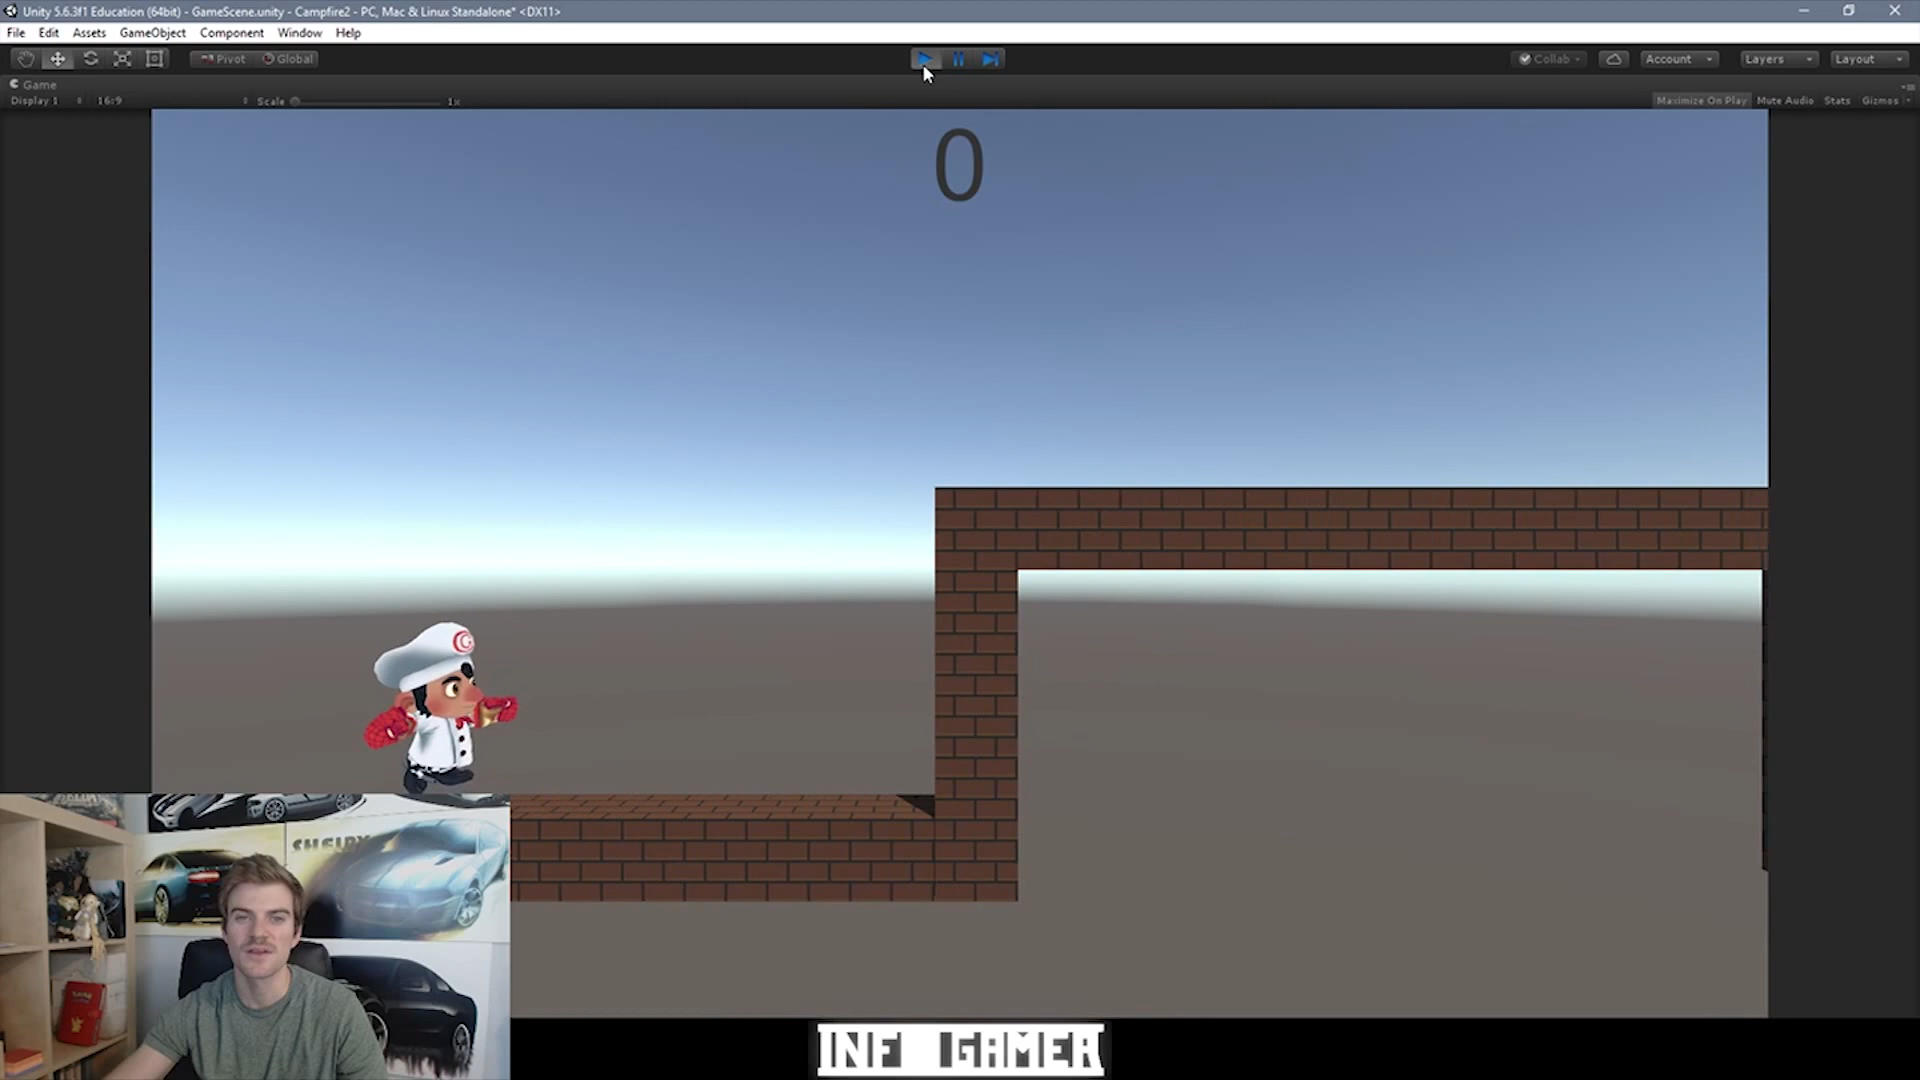 Unity 5.6.3f1 Education (64bit) - GameScene.unity - Campfire2 - PC, Mac & Linux Standalone* <DX11>
File Edit Assets GameObject Component Window Help
Pivot Global Collab Account Layers Layout
Game
Display 1 16:9 Scale 1x Maximize On Play Mute Audio Stats Gizmos
0
SHELBY
INF GAMER